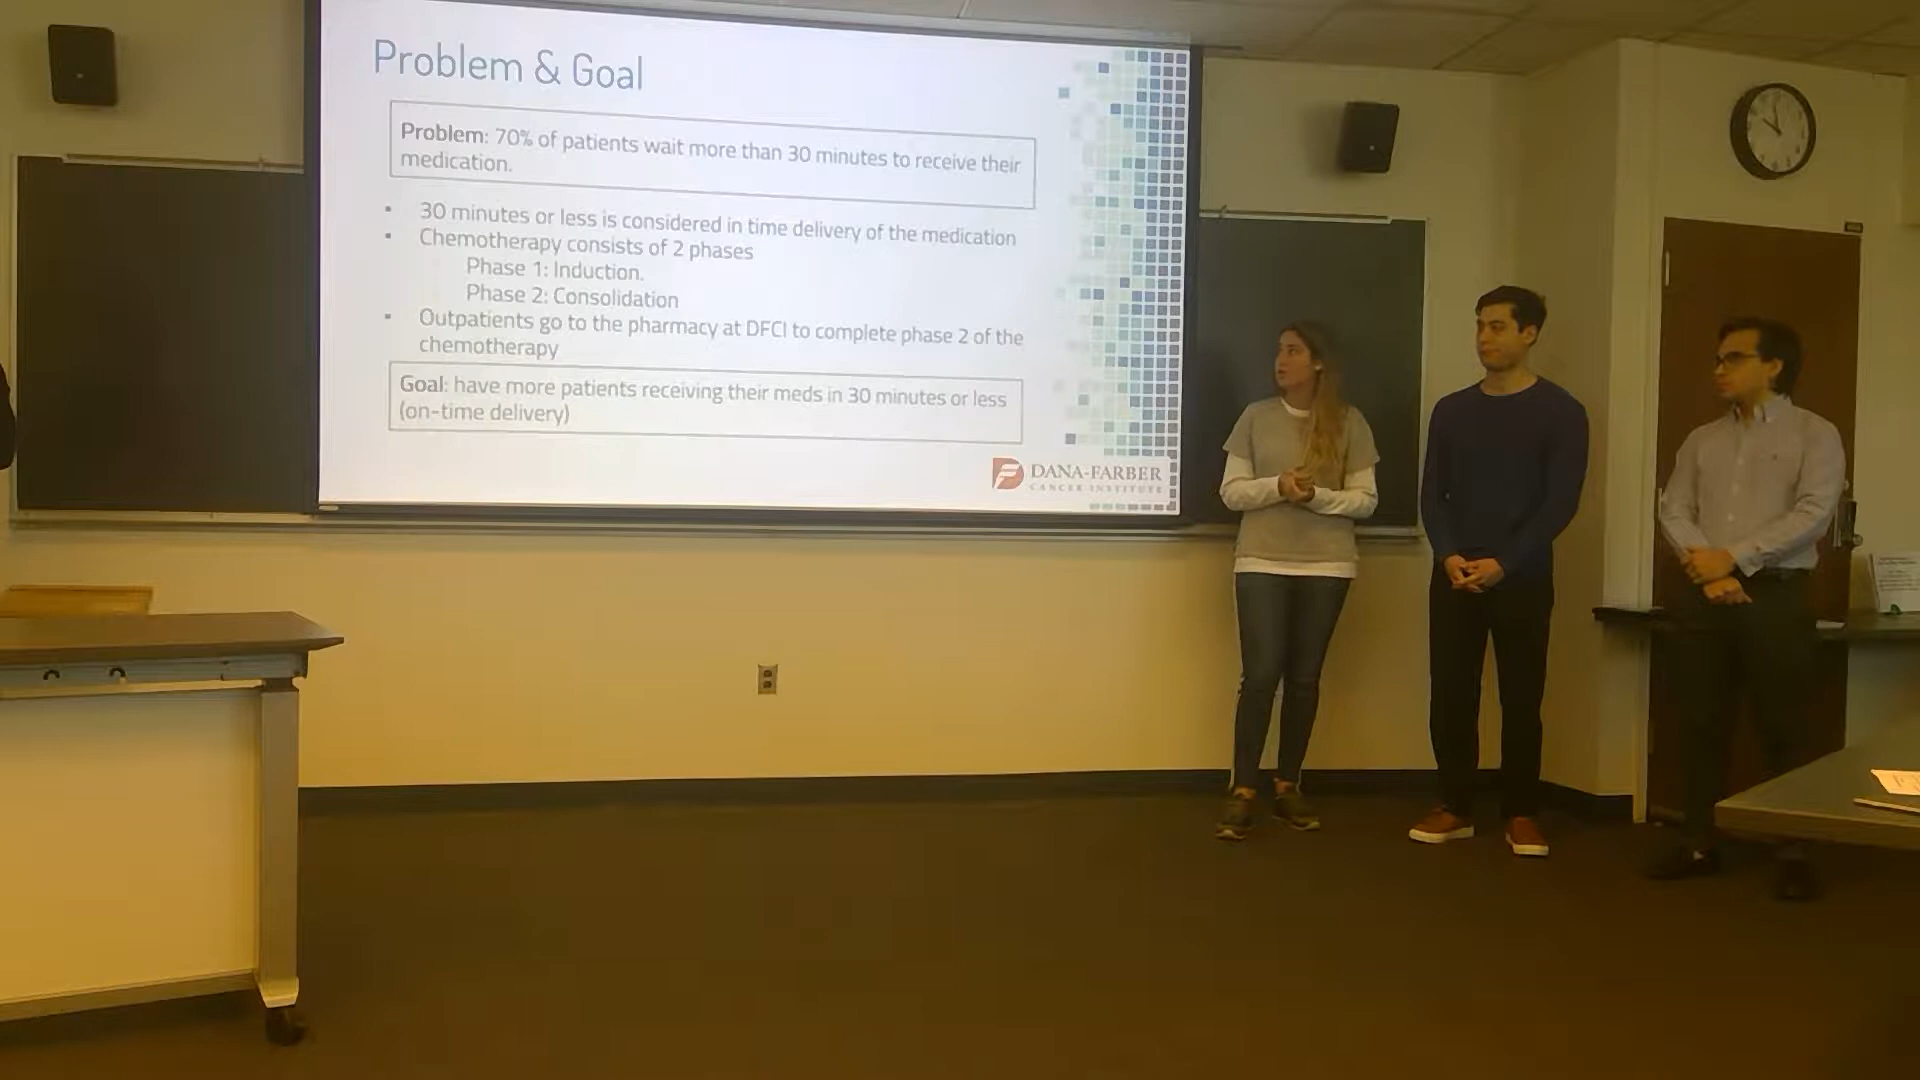 Problem & Goal
Problem: 70% of patients wait more than 30 minutes to receive their
medication.
▪ 30 minutes or less is considered in time delivery of the medication
▪ Chemotherapy consists of 2 phases
Phase 1: Induction.
Phase 2: Consolidation
▪ Outpatients go to the pharmacy at DFCI to complete phase 2 of the
chemotherapy
Goal: have more patients receiving their meds in 30 minutes or less
(on-time delivery)
DANA-FARBER
CANCER INSTITUTE